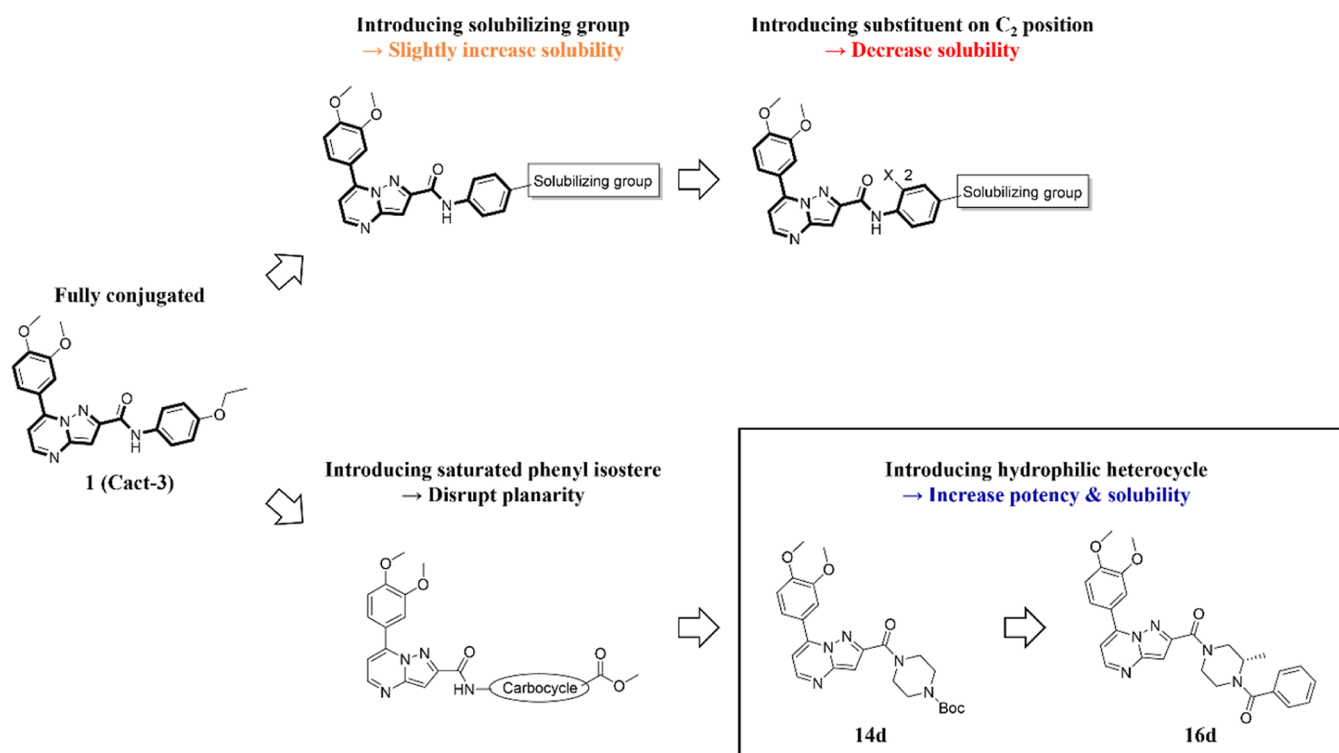 Introducing solubilizing group
→ Slightly increase solubility
Introducing substituent on C₂ position
→ Decrease solubility
O
O
N
N
N
O
N
H
Solubilizing group
O
O
N
N
N
O
N
H
X
2
Solubilizing group
Fully conjugated
O
O
N
N
N
O
N
H
O
1 (Cact-3)
Introducing saturated phenyl isostere
→ Disrupt planarity
O
O
N
N
N
O
HN
Carbocycle
O
O
Introducing hydrophilic heterocycle
→ Increase potency & solubility
O
O
N
N
N
O
N
N
Boc
14d
O
O
N
N
N
O
N
N
O
16d